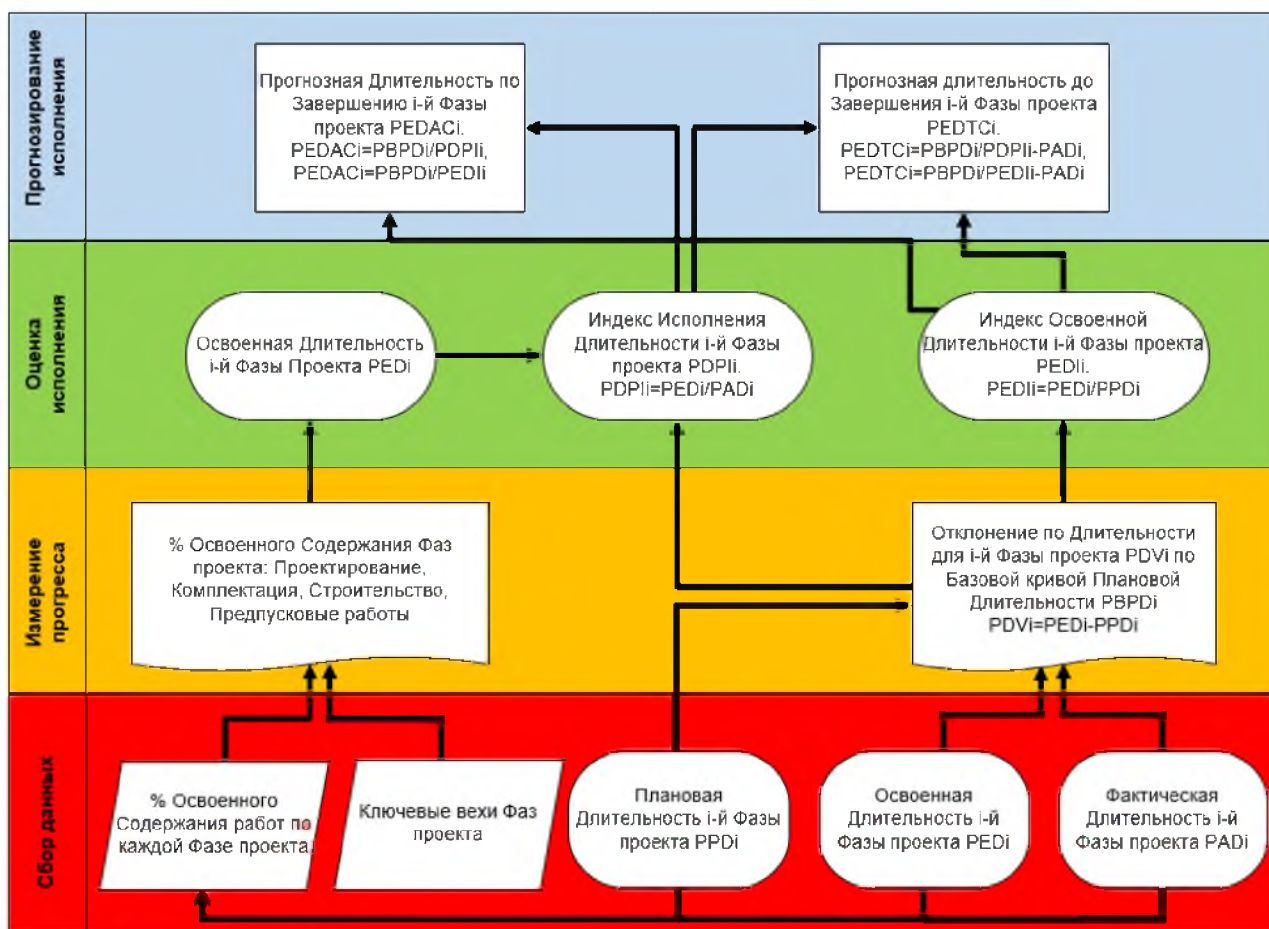 Прогнозирование
исполнения
Прогнозная Длительность по
Завершению i-й Фазы
проекта PEDACi.
PEDACi=PBPDi/PDPIi,
PEDACi=PBPDi/PEDIi
Прогнозная длительность до
Завершения i-й Фазы проекта
PEDTCi.
PEDTCi=PBPDi/PDPIi-PADi,
PEDTCi=PBPDi/PEDIi-PADi
Оценка
исполнения
Освоенная Длительность
i-й Фазы Проекта PEDi
Индекс Исполнения
Длительности i-й Фазы
проекта PDPIi.
PDPIi=PEDi/PADi
Индекс Освоенной
Длительности i-й Фазы проекта
PEDIi.
PEDIi=PEDi/PPDi
Измерение
прогресса
% Освоенного Содержания Фаз
проекта: Проектирование,
Комплектация, Строительство,
Предпусковые работы
Отклонение по Длительности
для i-й Фазы проекта PDVi по
Базовой кривой Плановой
Длительности PBPDi
PDVi=PEDi-PPDi
Сбор данных
% Освоенного
Содержания работ по
каждой Фазе проекта
Ключевые вехи Фаз
проекта
Плановая
Длительность i-й Фазы
проекта PPDi
Освоенная
Длительность i-й
Фазы проекта PEDi
Фактическая
Длительность i-й
Фазы проекта PADi